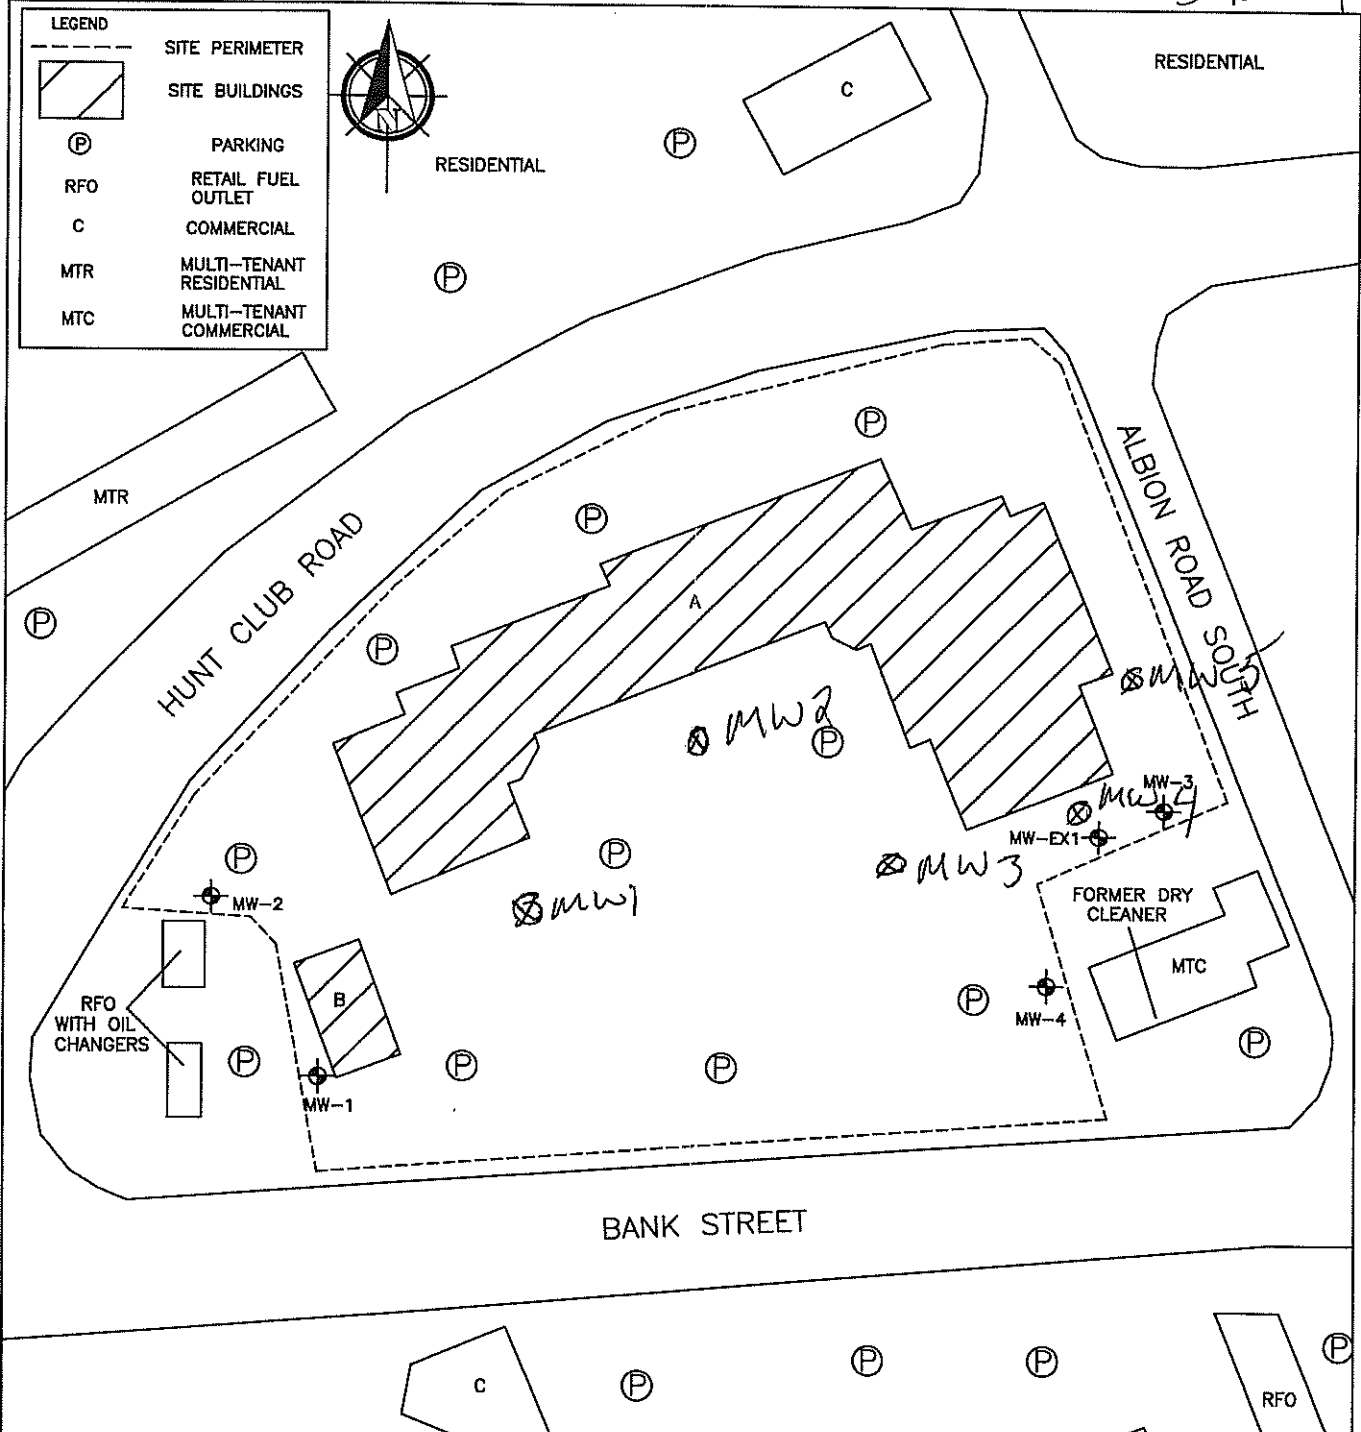 LEGEND
SITE PERIMETER
SITE BUILDINGS
P PARKING
RFO RETAIL FUEL
OUTLET
C COMMERCIAL
MTR MULTI-TENANT
RESIDENTIAL
MTC MULTI-TENANT
COMMERCIAL
N
RESIDENTIAL
P
C
RESIDENTIAL
P
MTR
HUNT CLUB ROAD
P
P
P
P
A
ALBION ROAD SOUTH
MW5
MW2
P
MW-3
MW4
MW-EX1
MW3
P
MW1
P
MW-2
FORMER DRY
CLEANER
MTC
B
RFO
WITH OIL
CHANGERS
P
MW-4
P
P
P
P
MW-1
BANK STREET
C
P
P
P
RFO
P